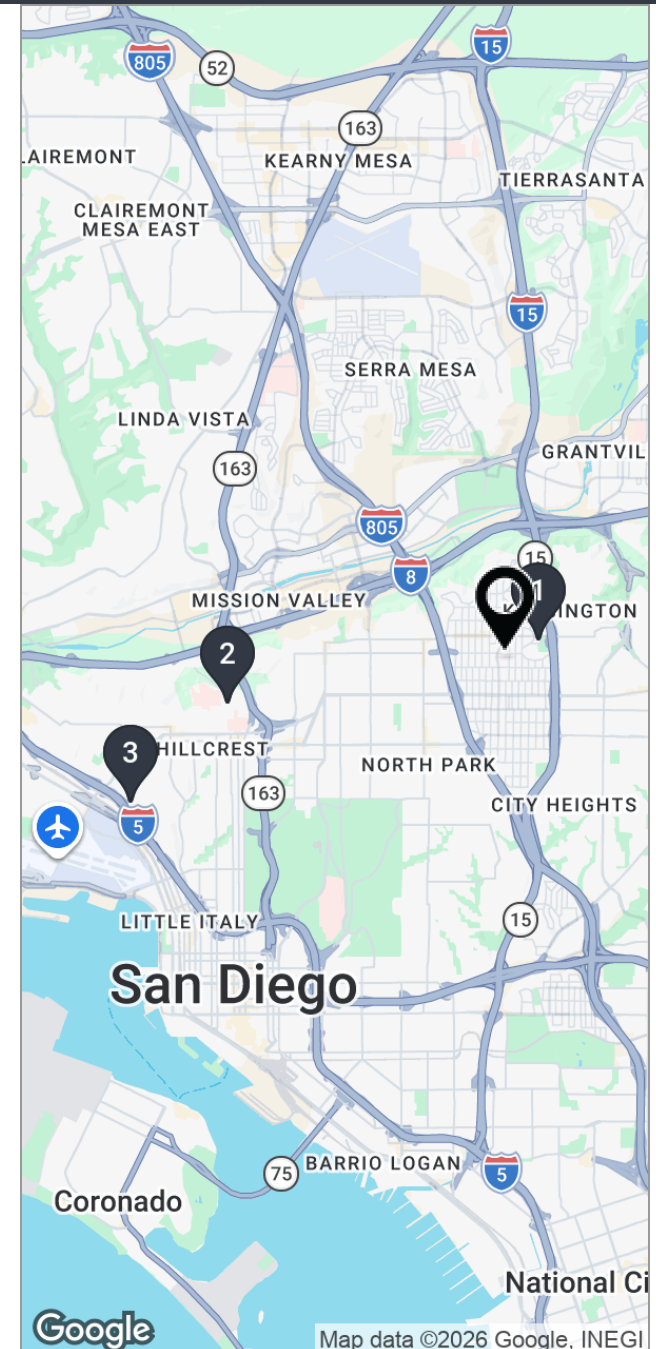 15
805
52
163
LAIREMONT
KEARNY MESA
TIERRASANTA
CLAIREMONT
MESA EAST
15
SERRA MESA
LINDA VISTA
GRANTVIL
163
805
15
8
1
MISSION VALLEY
K
INGTON
2
HILLCREST
3
NORTH PARK
163
CITY HEIGHTS
5
15
LITTLE ITALY
San Diego
BARRIO LOGAN
75
5
Coronado
National Ci
Google
Map data ©2026 Google, INEGI